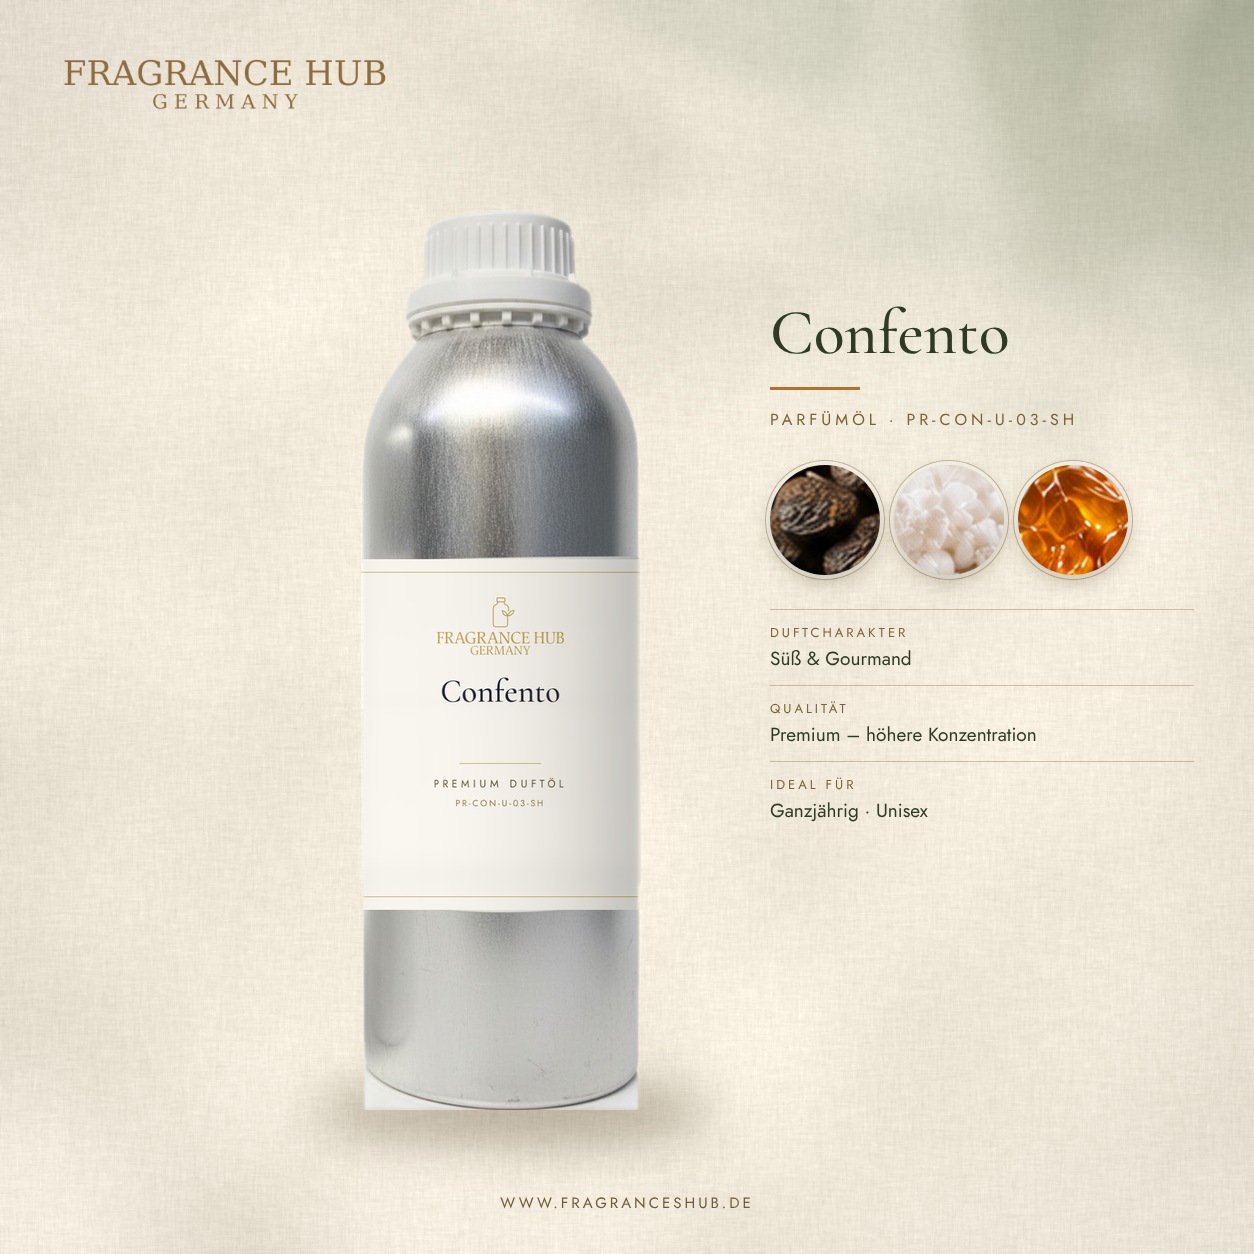 FRAGRANCE HUB
GERMANY
Confento
PARFÜMÖL · PR-CON-U-03-SH
DUFTCHARAKTER
Süß & Gourmand
QUALITÄT
Premium – höhere Konzentration
IDEAL FÜR
Ganzjährig · Unisex
FRAGRANCE HUB
GERMANY
Confento
PREMIUM DUFTÖL
PR-CON-U-03-SH
WWW.FRAGRANCESHUB.DE